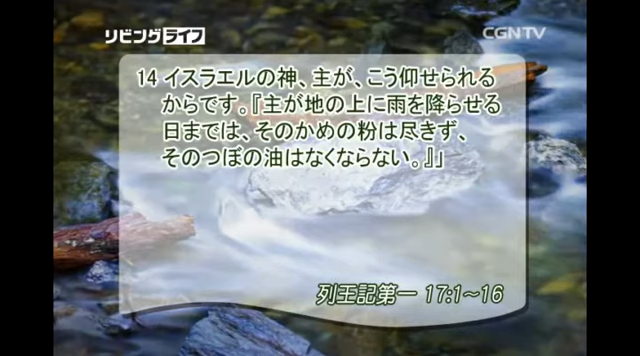 リビングライフ
CGNTV
14 イスラエルの神、主が、こう仰せられる
からです。『主が地の上に雨を降らせる
日までは、そのかめの粉は尽きず、
そのつぼの油はなくならない。』」
列王記第一 17:1～16